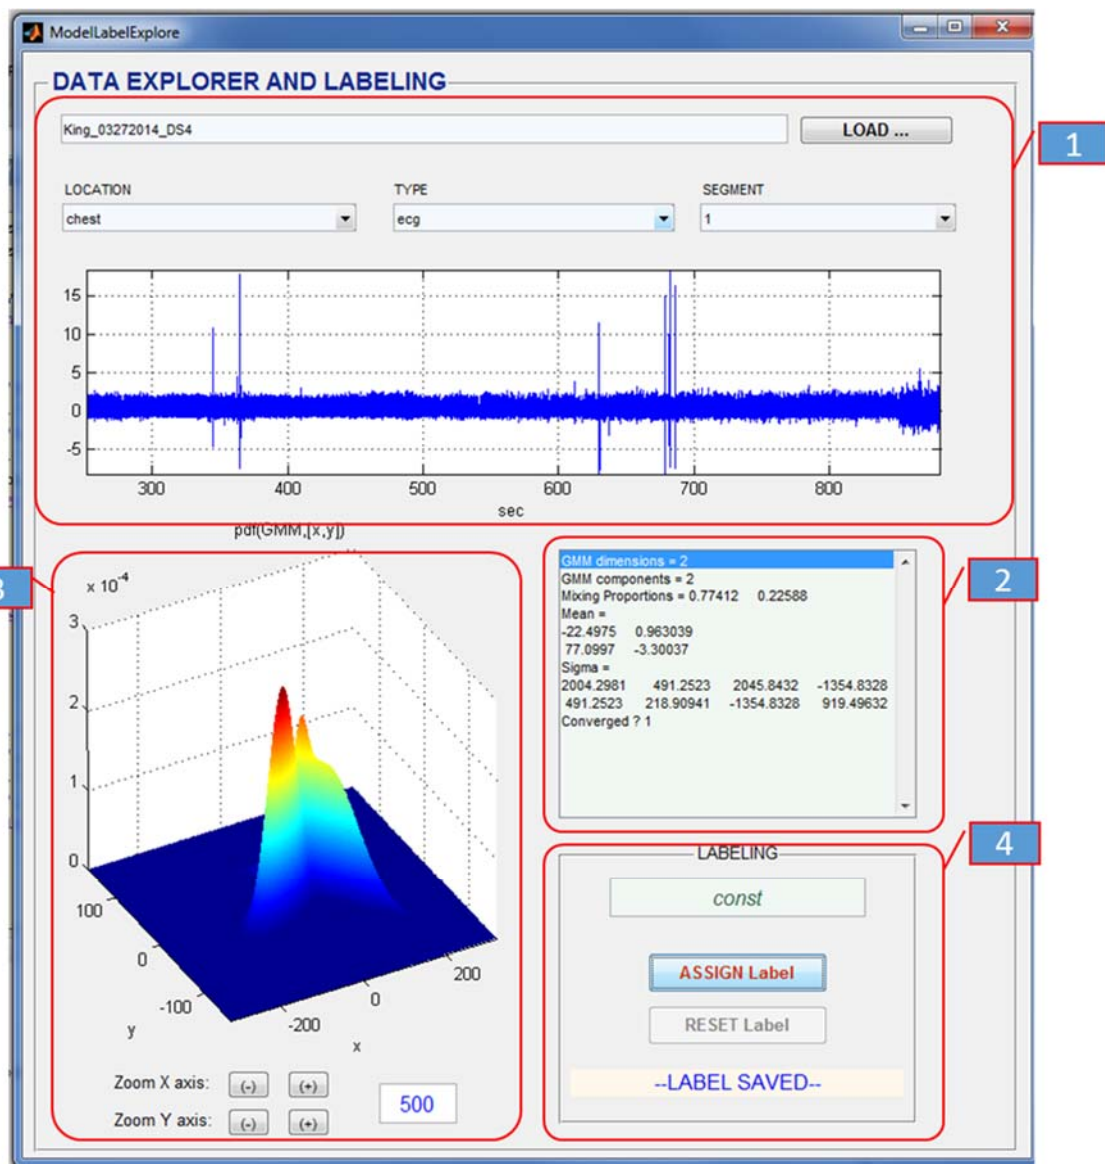 ModelLabelExplore
DATA EXPLORER AND LABELING
King_03272014_DS4 LOAD ...
1
LOCATION TYPE SEGMENT
chest ecg 1
15
10
5
0
-5
300 400 500 600 700 800
sec
pdf(GMM,[x,y])
3
x 10-4
3
2
1
0
100
0
-100
y
-200
0
200
x
Zoom X axis: (-) (+)
Zoom Y axis: (-) (+)
500
2
GMM dimensions = 2
GMM components = 2
Mixing Proportions = 0.77412 0.22588
Mean =
-22.4975 0.963039
77.0997 -3.30037
Sigma =
2004.2981 491.2523 2045.8432 -1354.8328
491.2523 218.90941 -1354.8328 919.49632
Converged ? 1
4
LABELING
const
ASSIGN Label
RESET Label
--LABEL SAVED--